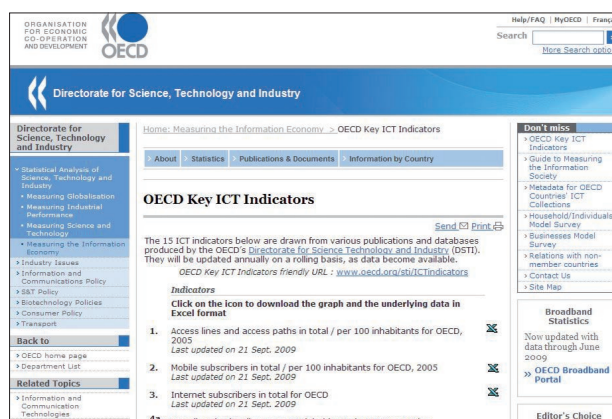 ORGANISATION
FOR ECONOMIC
CO-OPERATION
AND DEVELOPMENT
OECD
Help/FAQ | MyOECD | Franç
Search
More Search optio
Directorate for Science, Technology and Industry
Directorate for
Science, Technology
and Industry
Statistical Analysis of
Science, Technology and
Industry
• Measuring Globalisation
• Measuring Industrial
Performance
• Measuring Science and
Technology
• Measuring the Information
Economy
> Industry Issues
> Information and
Communications Policy
> S&T Policy
> Biotechnology Policies
> Consumer Policy
> Transport
Back to
> OECD home page
> Department List
Related Topics
> Information and
Communication
Technologies
Home: Measuring the Information Economy > OECD Key ICT Indicators
> About > Statistics > Publications & Documents > Information by Country
OECD Key ICT Indicators
Send Print
The 15 ICT indicators below are drawn from various publications and databases
produced by the OECD's Directorate for Science Technology and Industry (DSTI).
They will be updated annually on a rolling basis, as data become available.
OECD Key ICT Indicators friendly URL : www.oecd.org/sti/ICTindicators
Indicators
Click on the icon to download the graph and the underlying data in
Excel format
1. Access lines and access paths in total / per 100 inhabitants for OECD,
2005
Last updated on 21 Sept. 2009
2. Mobile subscribers in total / per 100 inhabitants for OECD, 2005
Last updated on 21 Sept. 2009
3. Internet subscribers in total for OECD
Last updated on 21 Sept. 2009
Don't miss
> OECD Key ICT
Indicators
> Guide to Measuring
the Information
Society
> Metadata for OECD
Countries' ICT
Collections
> Household/Individuals
Model Survey
> Businesses Model
Survey
> Relations with non-
member countries
> Contact Us
> Site Map
Broadband
Statistics
Now updated with
data through June
2009
» OECD Broadband
Portal
Editor's Choice